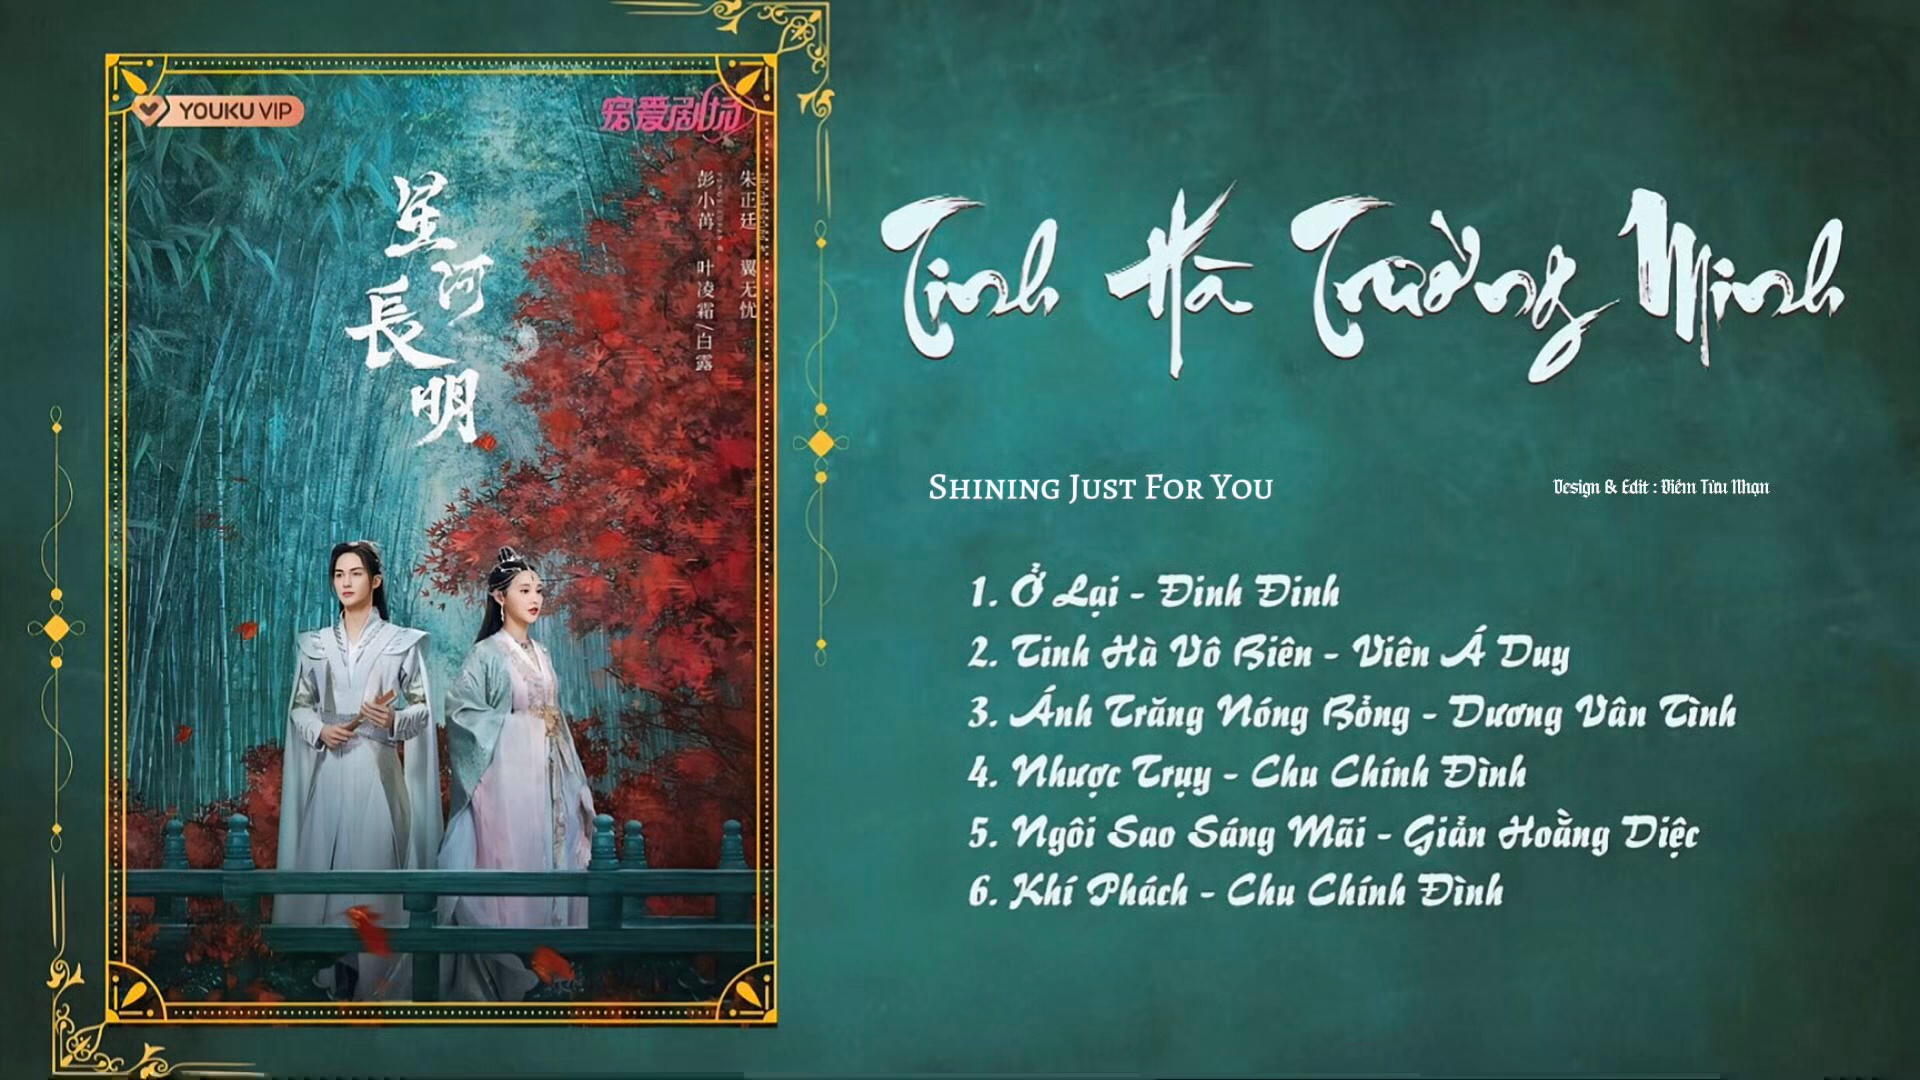 YOUKU VIP
宠爱剧场
朱正廷 翼无忧
彭小苒 叶凌霜/白露
星河長明
Tinh Hà Trường Minh
Shining Just For You
Design & Edit : Điêm Tửu Nhạn
1. Ở Lại - Đinh Đinh
2. Tinh Hà Vô Biên - Viên Á Duy
3. Ánh Trăng Nóng Bỏng - Dương Vân Tình
4. Nhược Trụy - Chu Chính Đình
5. Ngôi Sao Sáng Mãi - Giản Hoằng Diệc
6. Khí Phách - Chu Chính Đình